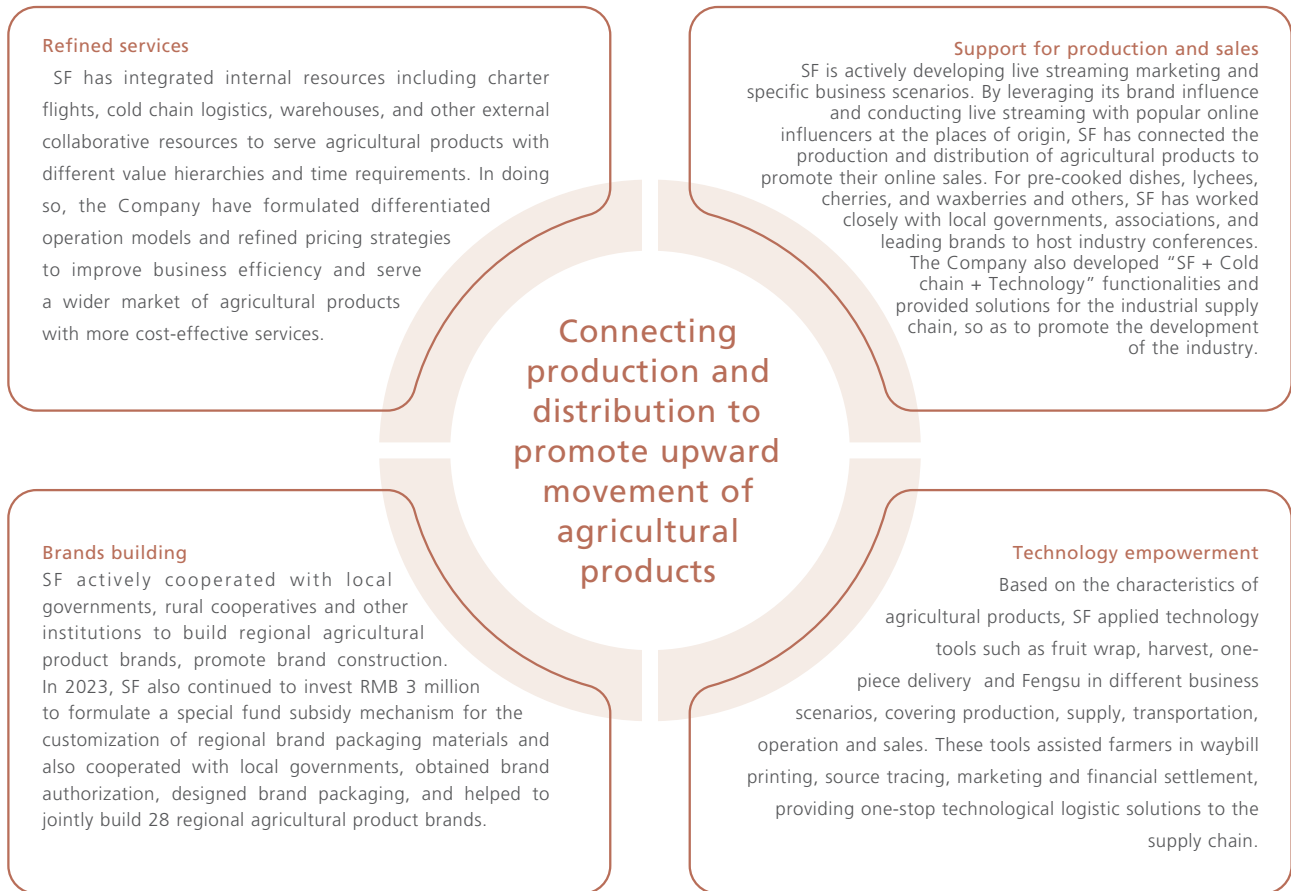 Refined services
SF has integrated internal resources including charter
flights, cold chain logistics, warehouses, and other external
collaborative resources to serve agricultural products with
different value hierarchies and time requirements. In doing
so, the Company have formulated differentiated
operation models and refined pricing strategies
to improve business efficiency and serve
a wider market of agricultural products
with more cost-effective services.
Support for production and sales
SF is actively developing live streaming marketing and
specific business scenarios. By leveraging its brand influence
and conducting live streaming with popular online
influencers at the places of origin, SF has connected the
production and distribution of agricultural products to
promote their online sales. For pre-cooked dishes, lychees,
cherries, and waxberries and others, SF has worked
closely with local governments, associations, and
leading brands to host industry conferences.
The Company also developed “SF + Cold
chain + Technology” functionalities and
provided solutions for the industrial supply
chain, so as to promote the development
of the industry.
Connecting
production and
distribution to
promote upward
movement of
agricultural
products
Brands building
SF actively cooperated with local
governments, rural cooperatives and other
institutions to build regional agricultural
product brands, promote brand construction.
In 2023, SF also continued to invest RMB 3 million
to formulate a special fund subsidy mechanism for the
customization of regional brand packaging materials and
also cooperated with local governments, obtained brand
authorization, designed brand packaging, and helped to
jointly build 28 regional agricultural product brands.
Technology empowerment
Based on the characteristics of
agricultural products, SF applied technology
tools such as fruit wrap, harvest, one-
piece delivery and Fengsu in different business
scenarios, covering production, supply, transportation,
operation and sales. These tools assisted farmers in waybill
printing, source tracing, marketing and financial settlement,
providing one-stop technological logistic solutions to the
supply chain.